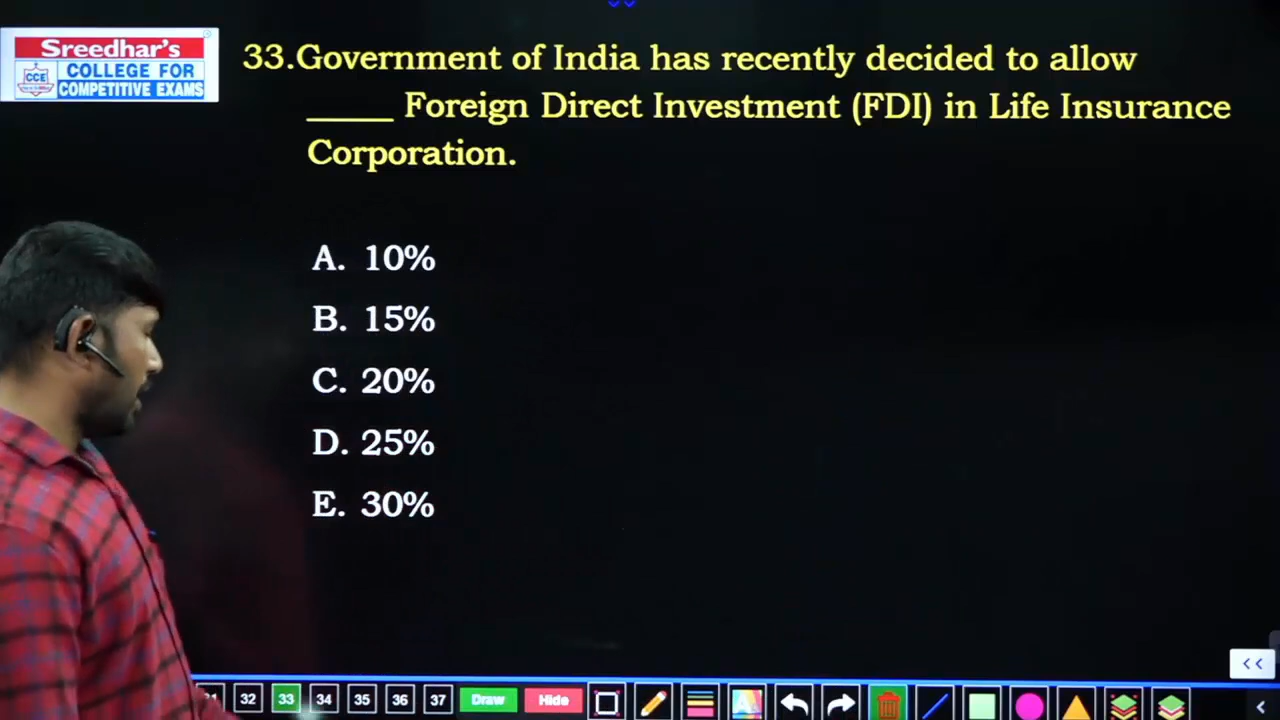 Sreedhar's
CCE
COLLEGE FOR
COMPETITIVE EXAMS
33.Government of India has recently decided to allow
_____ Foreign Direct Investment (FDI) in Life Insurance
Corporation.
A. 10%
B. 15%
C. 20%
D. 25%
E. 30%
32 33 34 35 36 37 Draw Hide